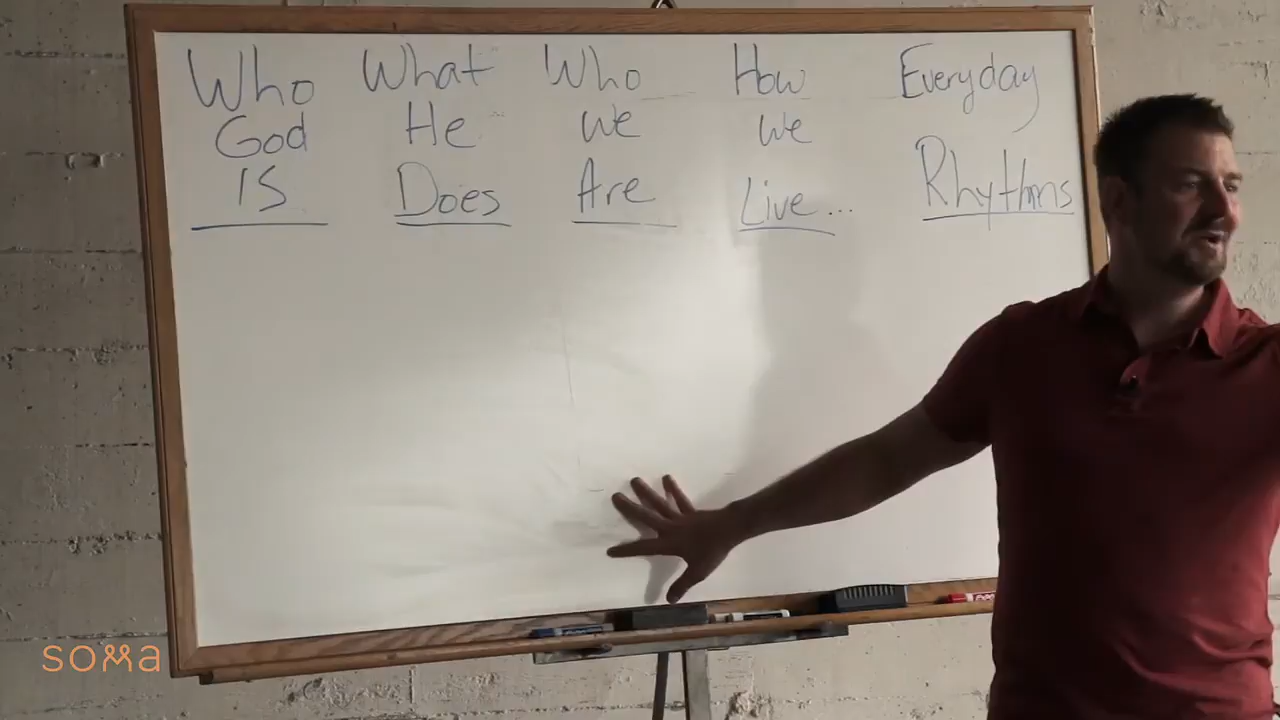 Who
God
IS
What
He
Does
Who
we
Are
How
we
Live...
Everyday
Rhythms
soma